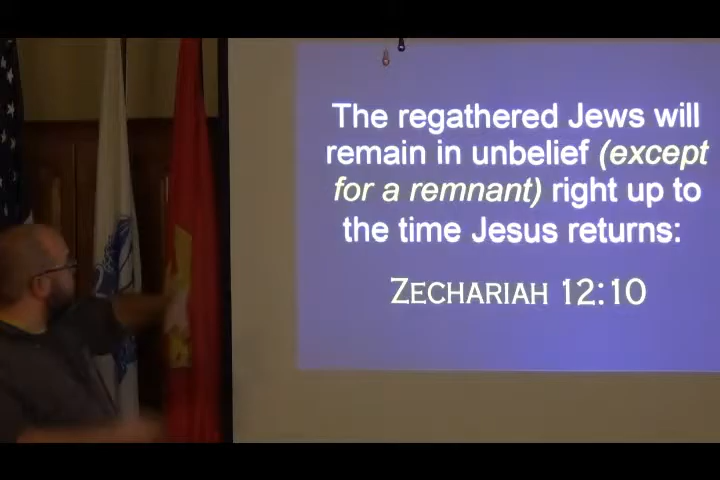 The regathered Jews will
remain in unbelief (except
for a remnant) right up to
the time Jesus returns:
ZECHARIAH 12:10